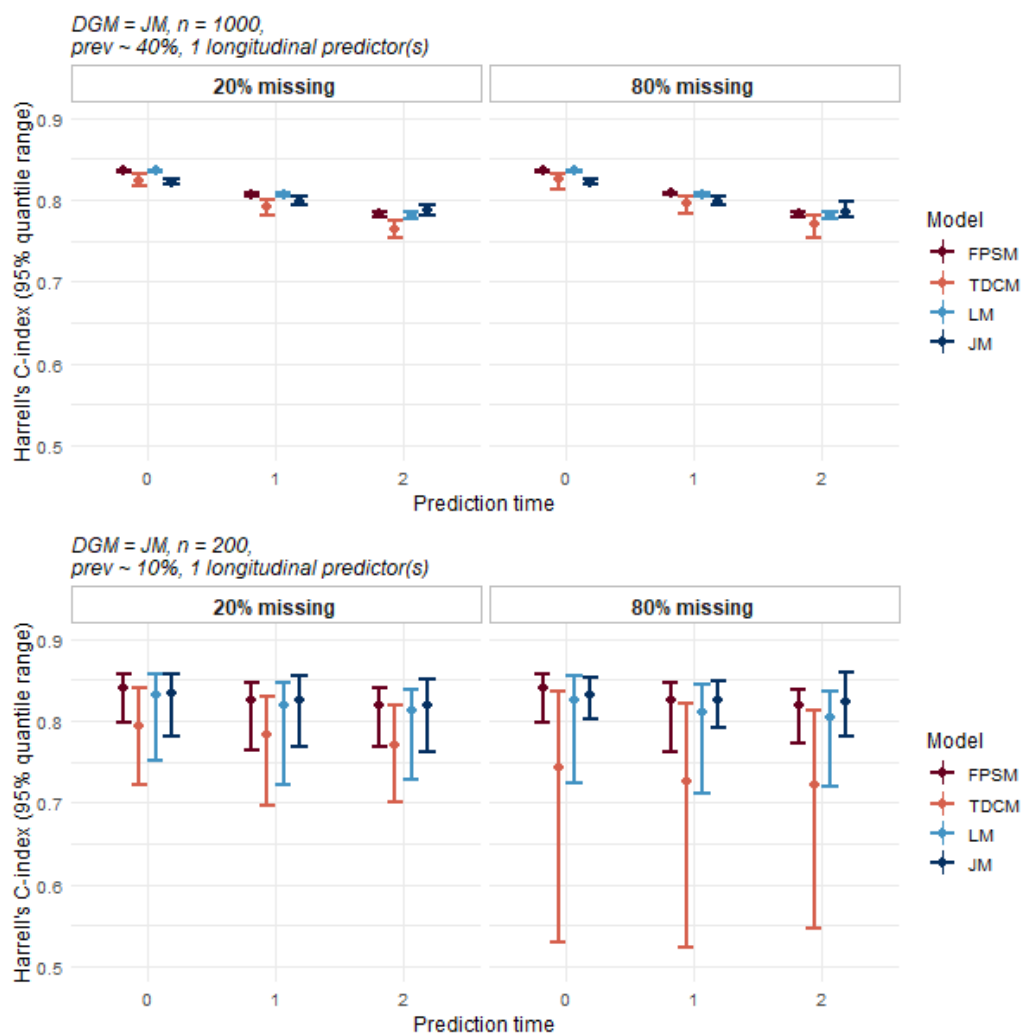 DGM = JM, n = 1000,
prev ~ 40%, 1 longitudinal predictor(s)
20% missing
80% missing
Harrell's C-index (95% quantile range)
0.9
0.8
0.7
0.6
0.5
0
1
2
0
1
2
Prediction time
Model
FPSM
TDCM
LM
JM
DGM = JM, n = 200,
prev ~ 10%, 1 longitudinal predictor(s)
20% missing
80% missing
Harrell's C-index (95% quantile range)
0.9
0.8
0.7
0.6
0.5
0
1
2
0
1
2
Prediction time
Model
FPSM
TDCM
LM
JM